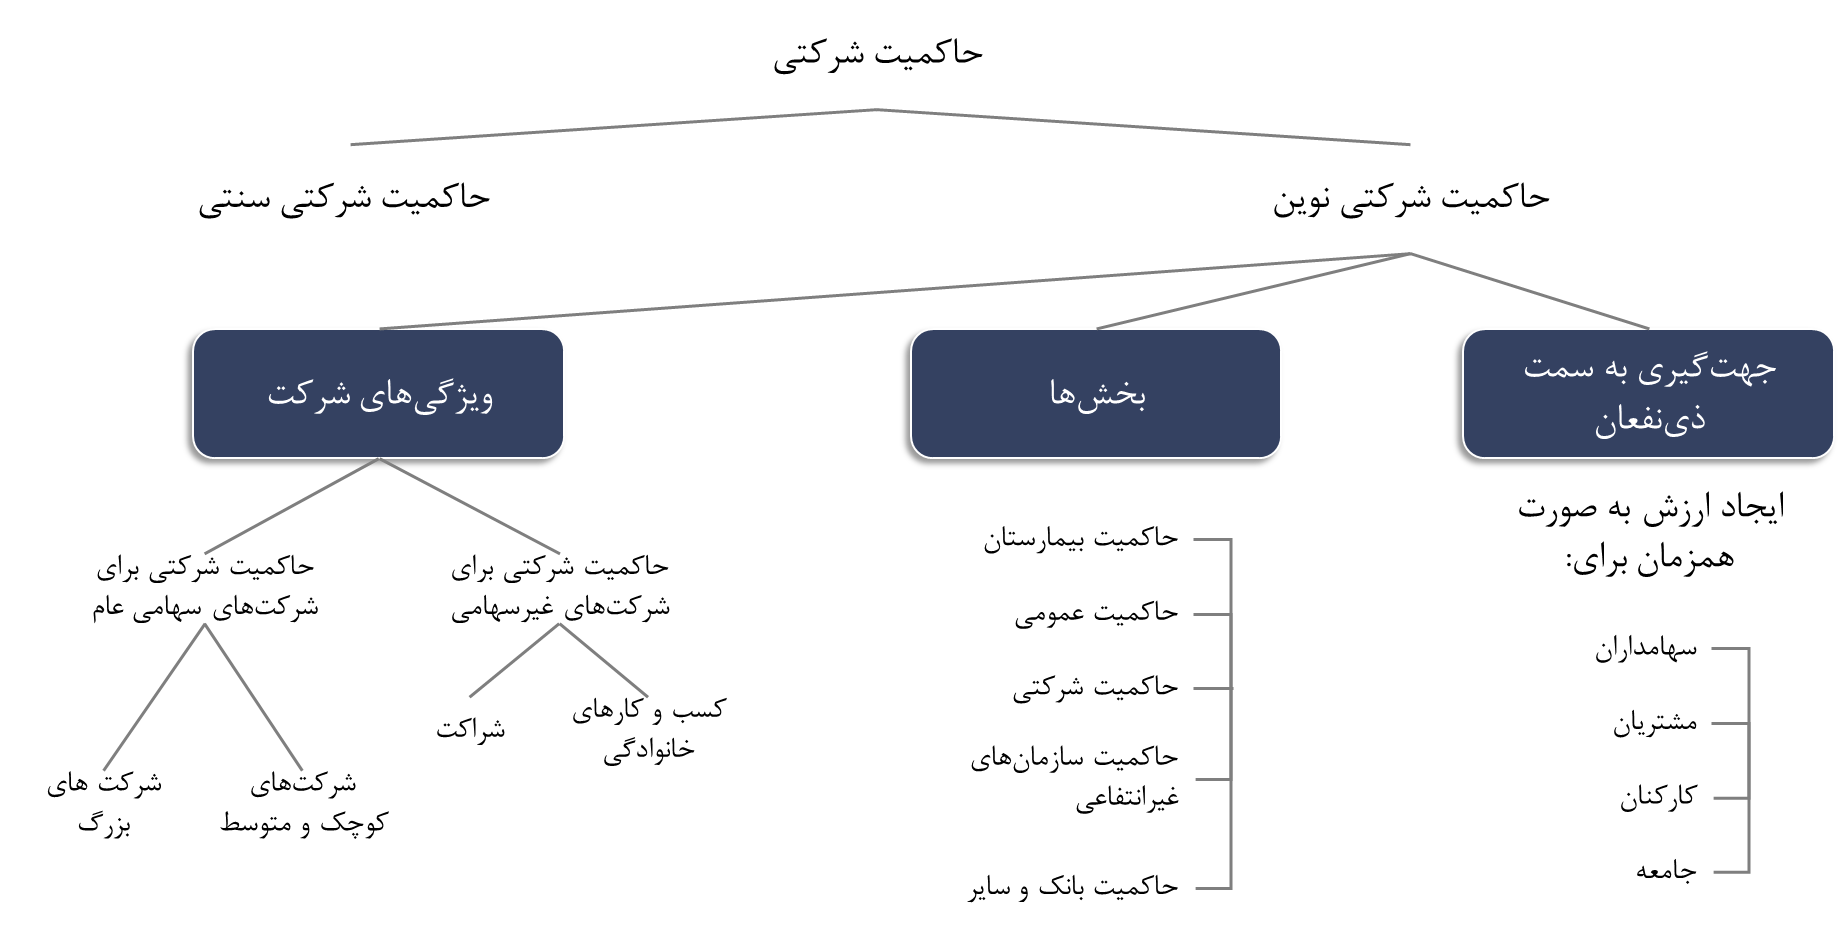 حاکمیت شرکتی
حاکمیت شرکتی نوین
حاکمیت شرکتی سنتی
جهت‌گیری به سمت
ذی‌نفعان
ایجاد ارزش به صورت
همزمان برای:
سهامداران
مشتریان
کارکنان
جامعه
بخش‌ها
حاکمیت بیمارستان
حاکمیت عمومی
حاکمیت شرکتی
حاکمیت سازمان‌های
غیرانتفاعی
حاکمیت بانک و سایر
ویژگی‌های شرکت
حاکمیت شرکتی برای
شرکت‌های غیرسهامی
کسب و کارهای
خانوادگی
شراکت
حاکمیت شرکتی برای
شرکت‌های سهامی عام
شرکت‌های
کوچک و متوسط
شرکت های
بزرگ